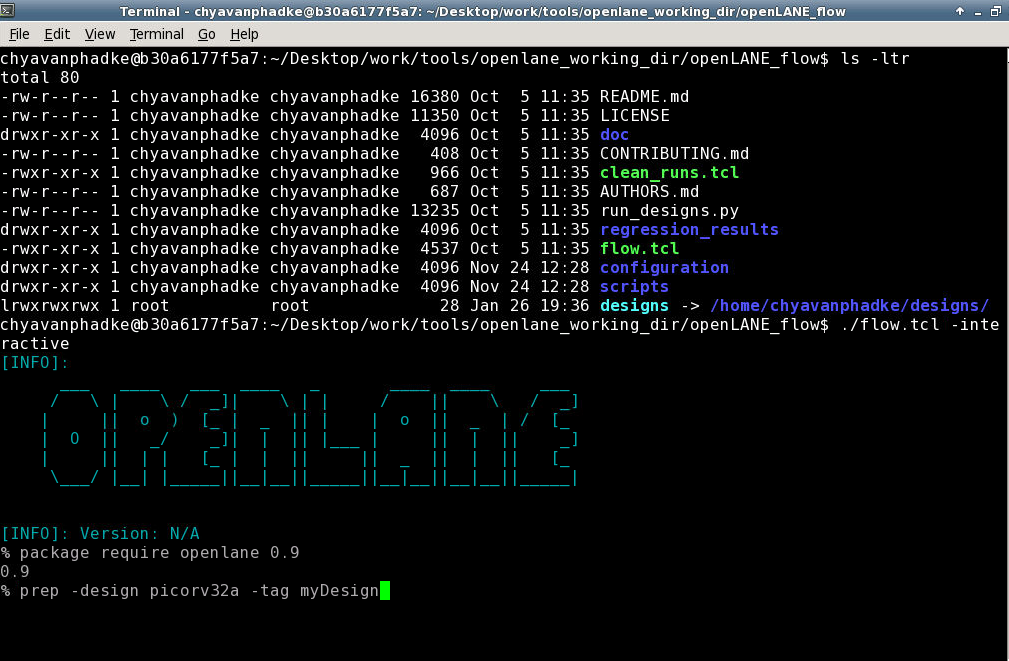 Terminal - chyavanphadke@b30a6177f5a7: ~/Desktop/work/tools/openlane_working_dir/openLANE_flow
File Edit View Terminal Go Help
chyavanphadke@b30a6177f5a7:~/Desktop/work/tools/openlane_working_dir/openLANE_flow$ ls -ltr
total 80
-rw-r--r-- 1 chyavanphadke chyavanphadke 16380 Oct  5 11:35 README.md
-rw-r--r-- 1 chyavanphadke chyavanphadke 11350 Oct  5 11:35 LICENSE
drwxr-xr-x 1 chyavanphadke chyavanphadke  4096 Oct  5 11:35 doc
-rw-r--r-- 1 chyavanphadke chyavanphadke   408 Oct  5 11:35 CONTRIBUTING.md
-rwxr-xr-x 1 chyavanphadke chyavanphadke   966 Oct  5 11:35 clean_runs.tcl
-rw-r--r-- 1 chyavanphadke chyavanphadke   687 Oct  5 11:35 AUTHORS.md
-rw-r--r-- 1 chyavanphadke chyavanphadke 13235 Oct  5 11:35 run_designs.py
drwxr-xr-x 1 chyavanphadke chyavanphadke  4096 Oct  5 11:35 regression_results
-rwxr-xr-x 1 chyavanphadke chyavanphadke  4537 Oct  5 11:35 flow.tcl
drwxr-xr-x 1 chyavanphadke chyavanphadke  4096 Nov 24 12:28 configuration
drwxr-xr-x 1 chyavanphadke chyavanphadke  4096 Nov 24 12:28 scripts
lrwxrwxrwx 1 root          root             28 Jan 26 19:36 designs -> /home/chyavanphadke/designs/
chyavanphadke@b30a6177f5a7:~/Desktop/work/tools/openlane_working_dir/openLANE_flow$ ./flow.tcl -inte
ractive
[INFO]:
OPENLANE
[INFO]: Version: N/A
% package require openlane 0.9
0.9
% prep -design picorv32a -tag myDesign